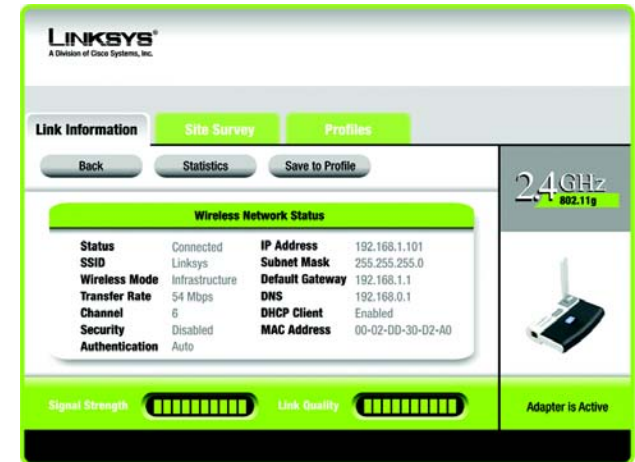 LINKSYS®
A Division of Cisco Systems, Inc.
Link Information
Site Survey
Profiles
Back
Statistics
Save to Profile
2.4GHz
802.11g
Wireless Network Status
Status Connected
SSID Linksys
Wireless Mode Infrastructure
Transfer Rate 54 Mbps
Channel 6
Security Disabled
Authentication Auto
IP Address 192.168.1.101
Subnet Mask 255.255.255.0
Default Gateway 192.168.1.1
DNS 192.168.0.1
DHCP Client Enabled
MAC Address 00-02-DD-30-D2-A0
Signal Strength
Link Quality
Adapter is Active